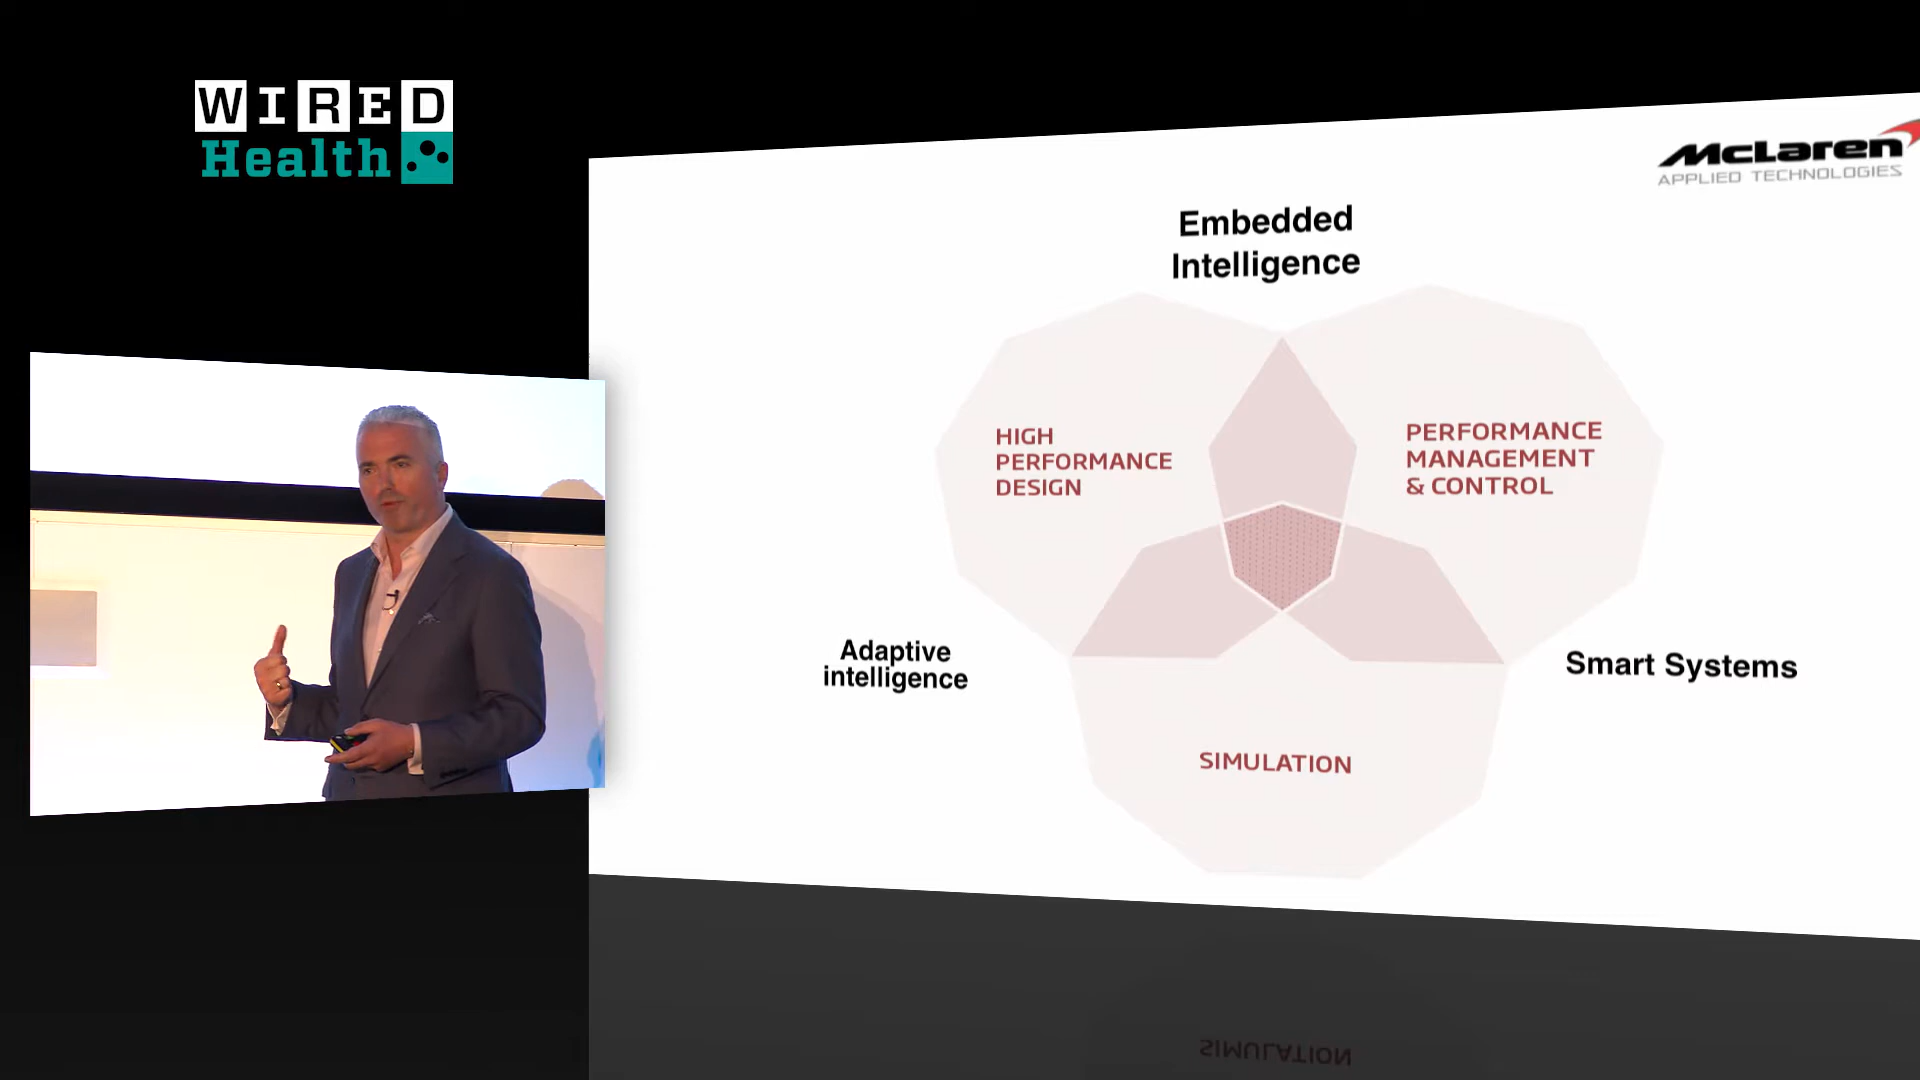 WIRED
Health
McLaren
APPLIED TECHNOLOGIES
Embedded
Intelligence
HIGH
PERFORMANCE
DESIGN
PERFORMANCE
MANAGEMENT
& CONTROL
Adaptive
intelligence
Smart Systems
SIMULATION
SIMULATION